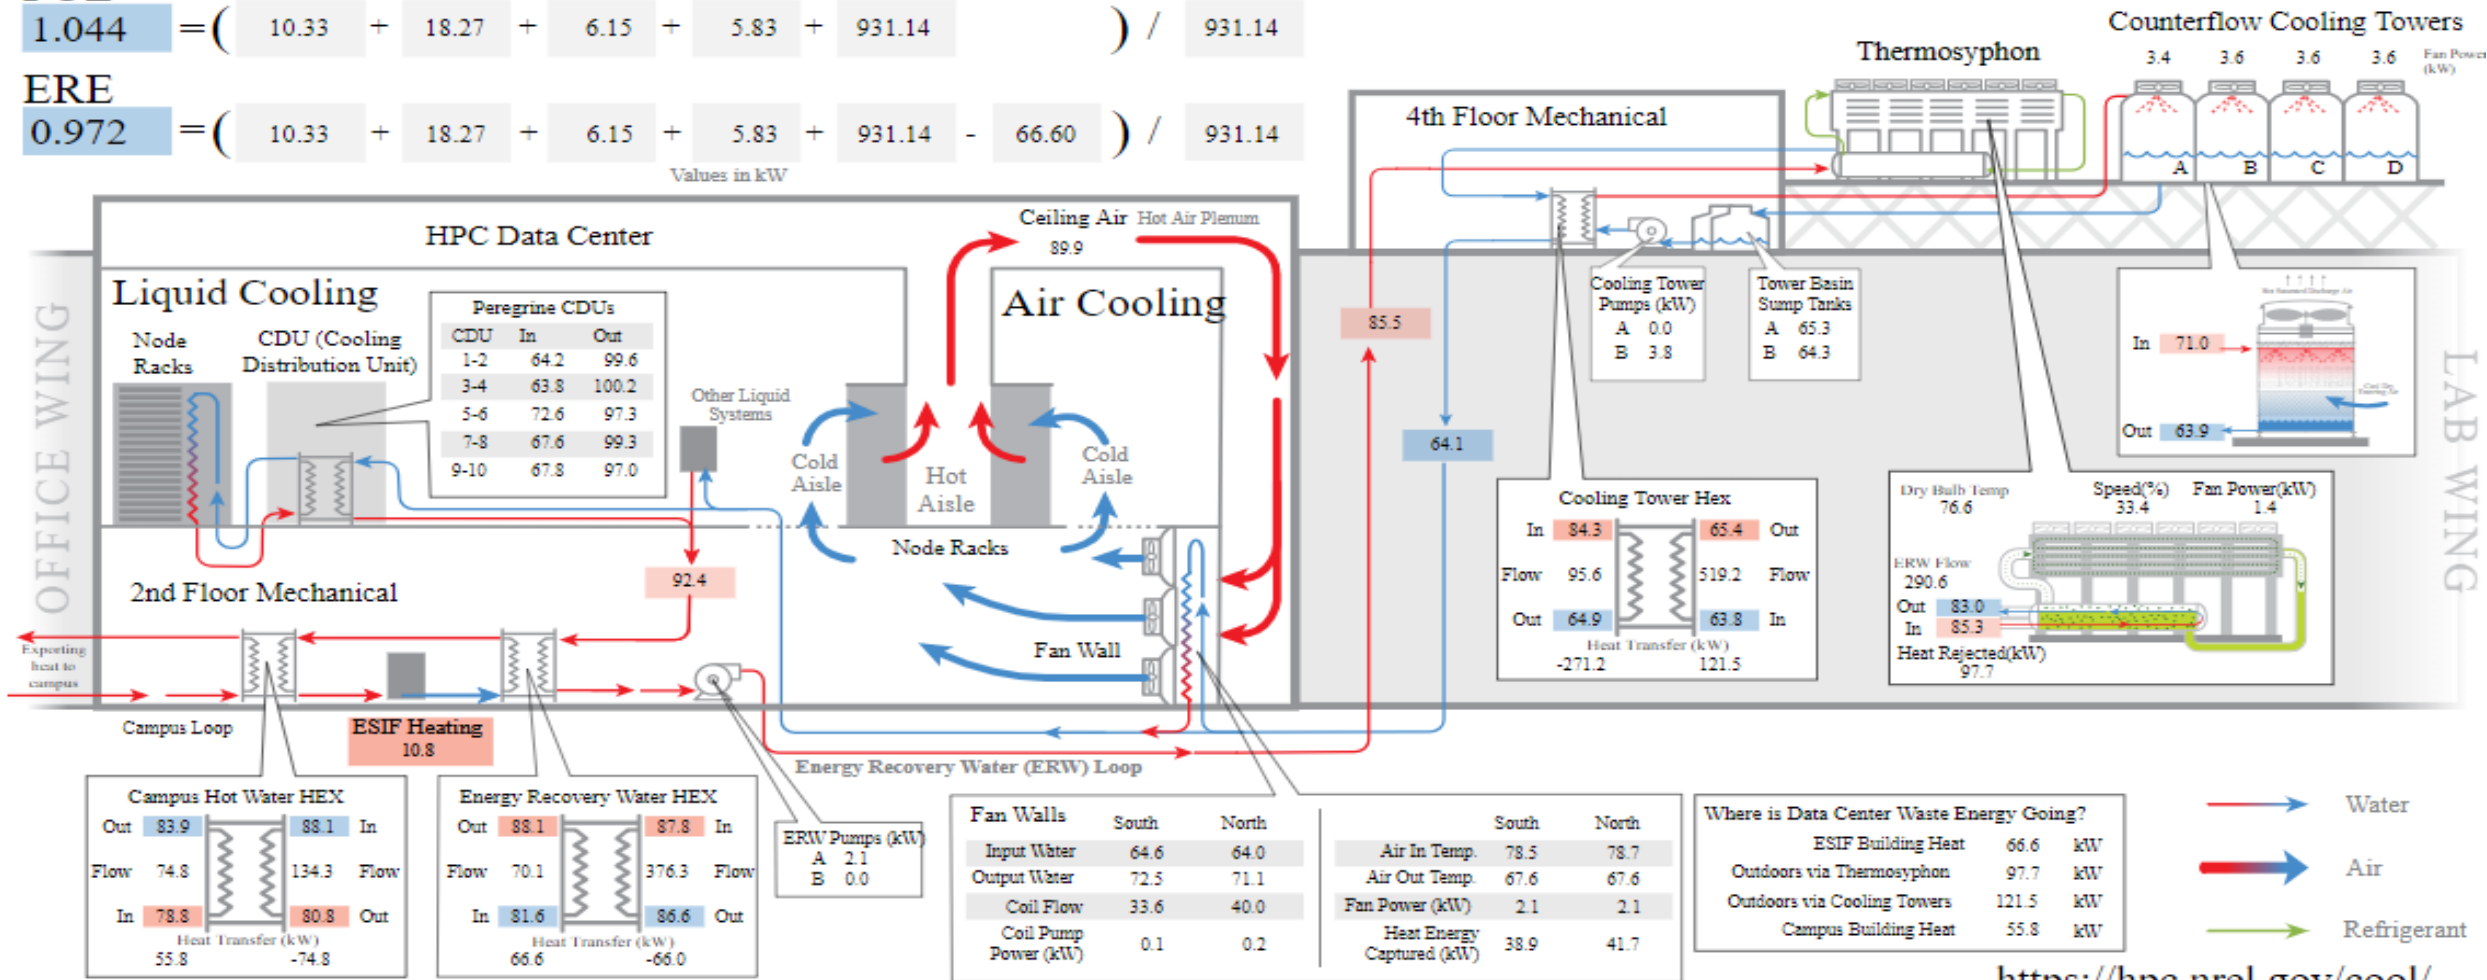 1.044 =( 10.33 + 18.27 + 6.15 + 5.83 + 931.14 ) / 931.14
ERE
0.972 =( 10.33 + 18.27 + 6.15 + 5.83 + 931.14 - 66.60 ) / 931.14
Values in kW
Counterflow Cooling Towers
3.4 3.6 3.6 3.6 Fan Power
(kW)
Thermosyphon
4th Floor Mechanical
A B C D
HPC Data Center
Ceiling Air Hot Air Plenum
89.9
OFFICE WING
Liquid Cooling
Node
Racks
CDU (Cooling
Distribution Unit)
Peregrine CDUs
CDU In Out
1-2 64.2 99.6
3-4 63.8 100.2
5-6 72.6 97.3
7-8 67.6 99.3
9-10 67.8 97.0
Other Liquid
Systems
Air Cooling
Cold
Aisle
Hot
Aisle
Cold
Aisle
Node Racks
85.5
64.1
Cooling Tower
Pumps (kW)
A 0.0
B 3.8
Tower Basin
Sump Tanks
A 65.3
B 64.3
Hot Saturated Discharge Air
In 71.0
Out 63.9
LAB WING
Cooling Tower Hex
In 84.3 65.4 Out
Flow 95.6 519.2 Flow
Out 64.9 63.8 In
Heat Transfer (kW)
-271.2 121.5
Dry Bulb Temp
76.6
Speed(%)
33.4
Fan Power(kW)
1.4
ERW Flow
290.6
Out 83.0
In 85.3
Heat Rejected(kW)
97.7
92.4
2nd Floor Mechanical
Fan Wall
Exporting
heat to
campus
Campus Loop
ESIF Heating
10.8
Energy Recovery Water (ERW) Loop
Campus Hot Water HEX
Out 83.9 88.1 In
Flow 74.8 134.3 Flow
In 78.8 80.8 Out
Heat Transfer (kW)
55.8 -74.8
Energy Recovery Water HEX
Out 88.1 87.8 In
Flow 70.1 376.3 Flow
In 81.6 86.6 Out
Heat Transfer (kW)
66.6 -66.0
ERW Pumps (kW)
A 2.1
B 0.0
Fan Walls South North
Input Water 64.6 64.0
Output Water 72.5 71.1
Coil Flow 33.6 40.0
Coil Pump
Power (kW) 0.1 0.2
South North
Air In Temp. 78.5 78.7
Air Out Temp. 67.6 67.6
Fan Power (kW) 2.1 2.1
Heat Energy
Captured (kW) 38.9 41.7
Where is Data Center Waste Energy Going?
ESIF Building Heat 66.6 kW
Outdoors via Thermosyphon 97.7 kW
Outdoors via Cooling Towers 121.5 kW
Campus Building Heat 55.8 kW
Water
Air
Refrigerant
https://hpc.nrel.gov/cool/